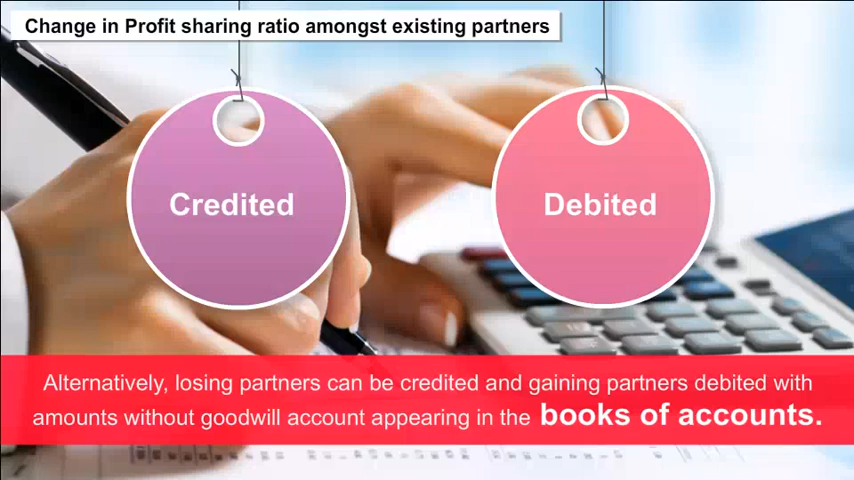 Change in Profit sharing ratio amongst existing partners
Credited
Debited
Alternatively, losing partners can be credited and gaining partners debited with
amounts without goodwill account appearing in the books of accounts.